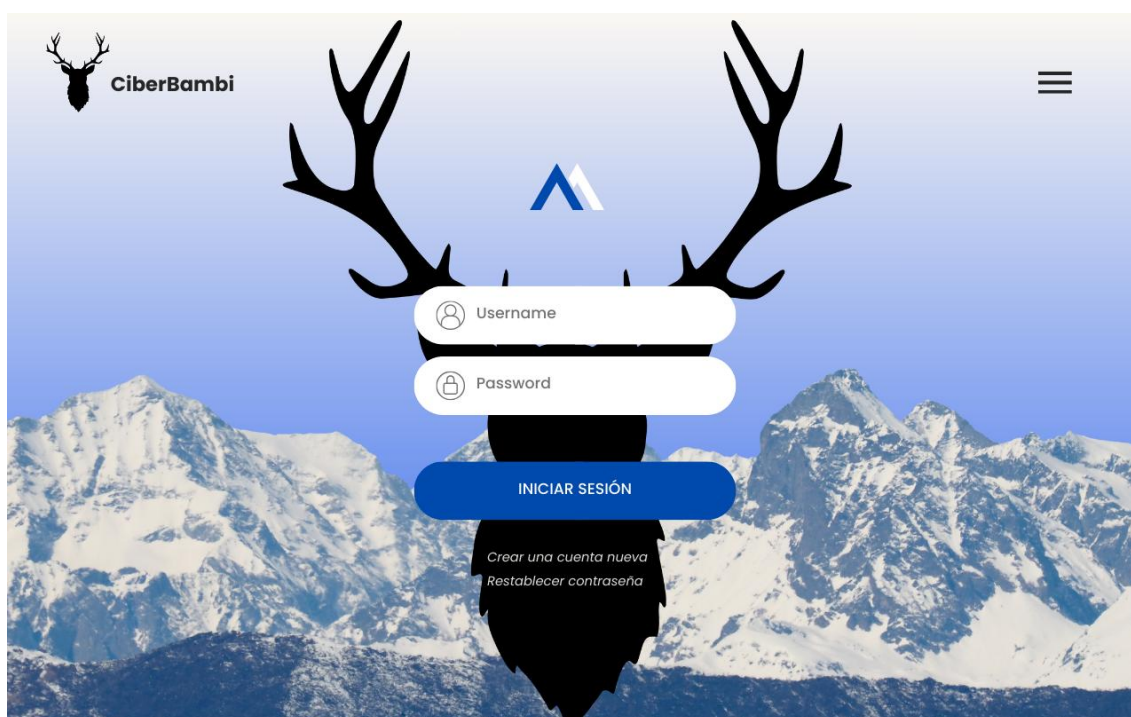 CiberBambi
Username
Password
INICIAR SESIÓN
Crear una cuenta nueva
Restablecer contraseña